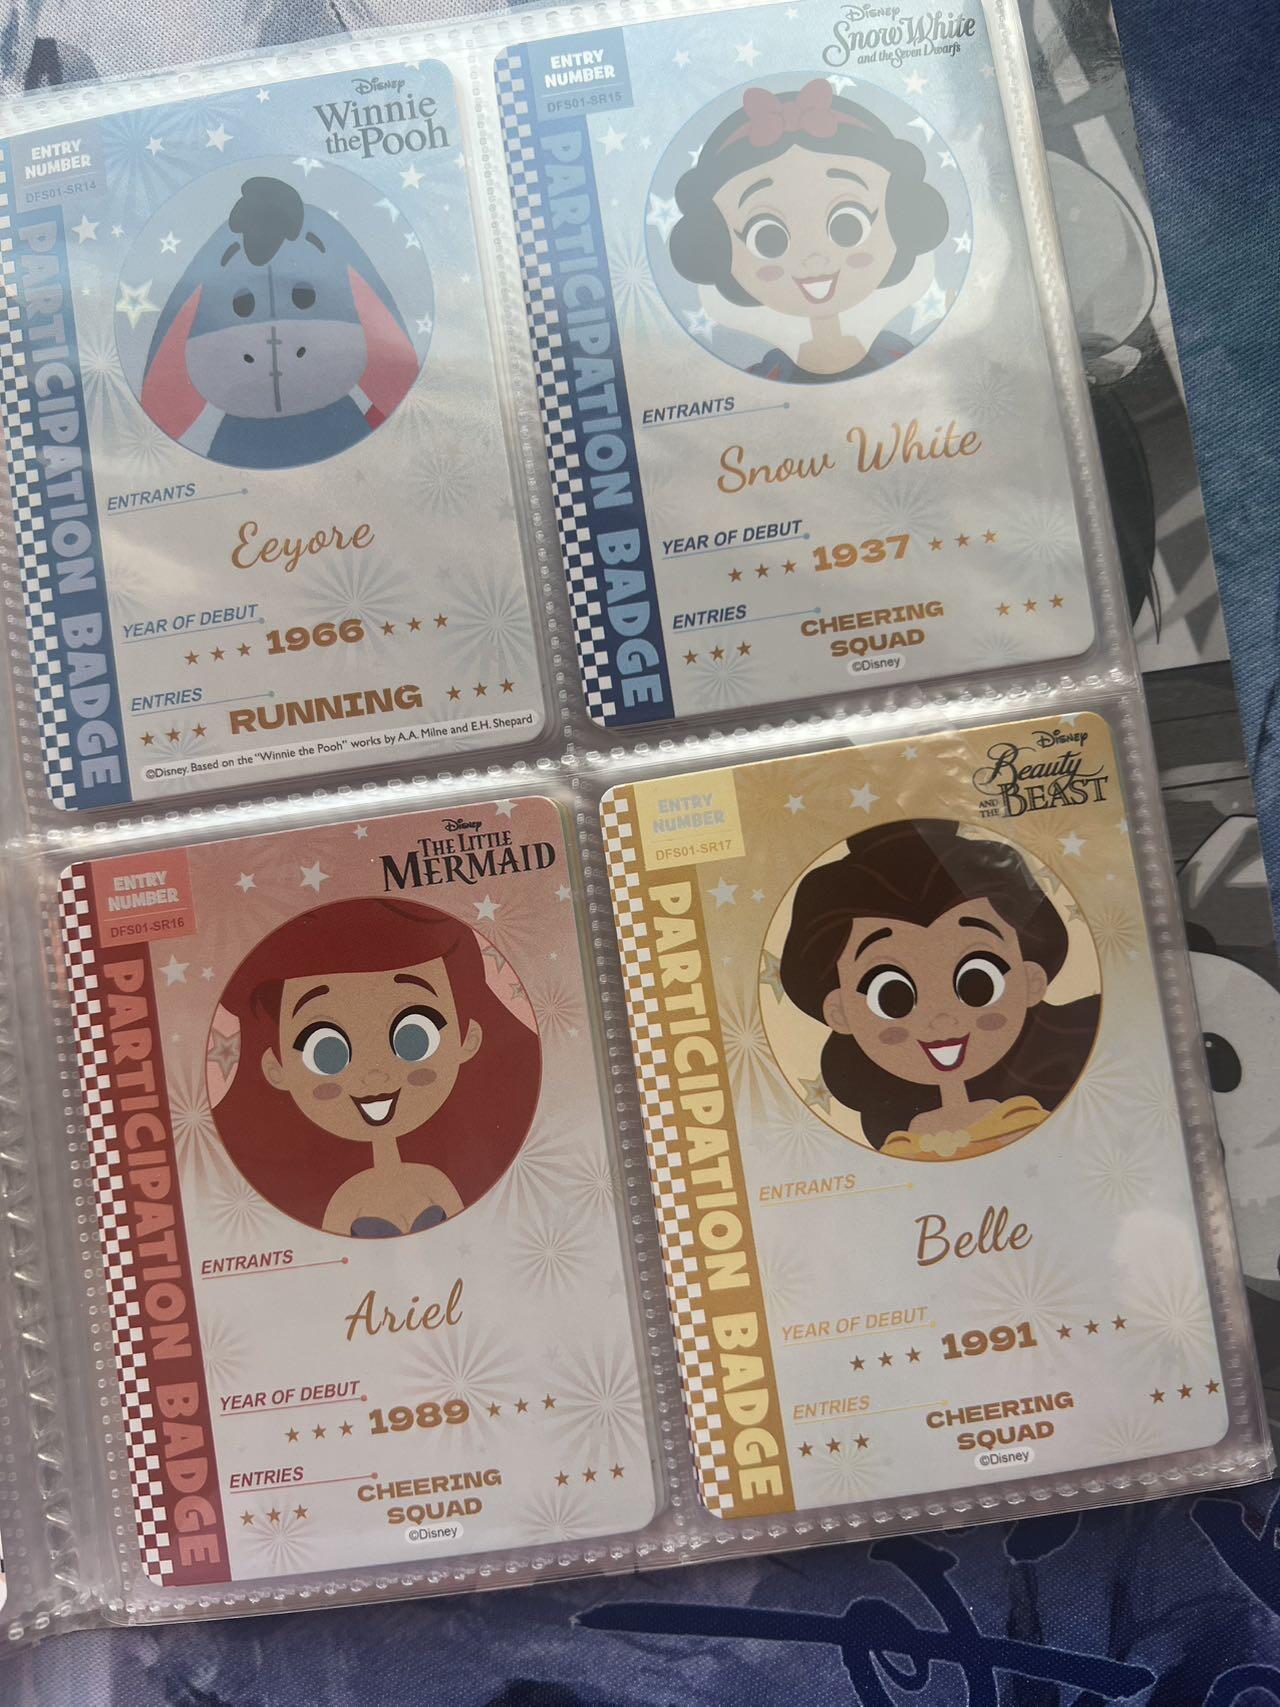 Disney
Winnie
the Pooh
ENTRY
NUMBER
DFS01-SR14
PARTICIPATION BADGE
ENTRANTS
Eeyore
YEAR OF DEBUT
1966
ENTRIES
RUNNING
©Disney. Based on the "Winnie the Pooh" works by A.A. Milne and E.H. Shepard
Disney
Snow White
and the Seven Dwarfs
ENTRY
NUMBER
DFS01-SR15
PARTICIPATION BADGE
ENTRANTS
Snow White
YEAR OF DEBUT
1937
ENTRIES
CHEERING
SQUAD
©Disney
Disney
THE LITTLE
MERMAID
ENTRY
NUMBER
DFS01-SR16
PARTICIPATION BADGE
ENTRANTS
Ariel
YEAR OF DEBUT
1989
ENTRIES
CHEERING
SQUAD
©Disney
Disney
Beauty
AND THE BEAST
ENTRY
NUMBER
DFS01-SR17
PARTICIPATION BADGE
ENTRANTS
Belle
YEAR OF DEBUT
1991
ENTRIES
CHEERING
SQUAD
©Disney